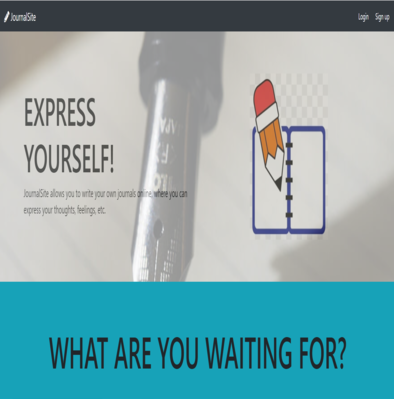 JournalSite
Login Sign up
EXPRESS
YOURSELF!
JournalSite allows you to write your own journals online, where you can
express your thoughts, feelings, etc.
WHAT ARE YOU WAITING FOR?